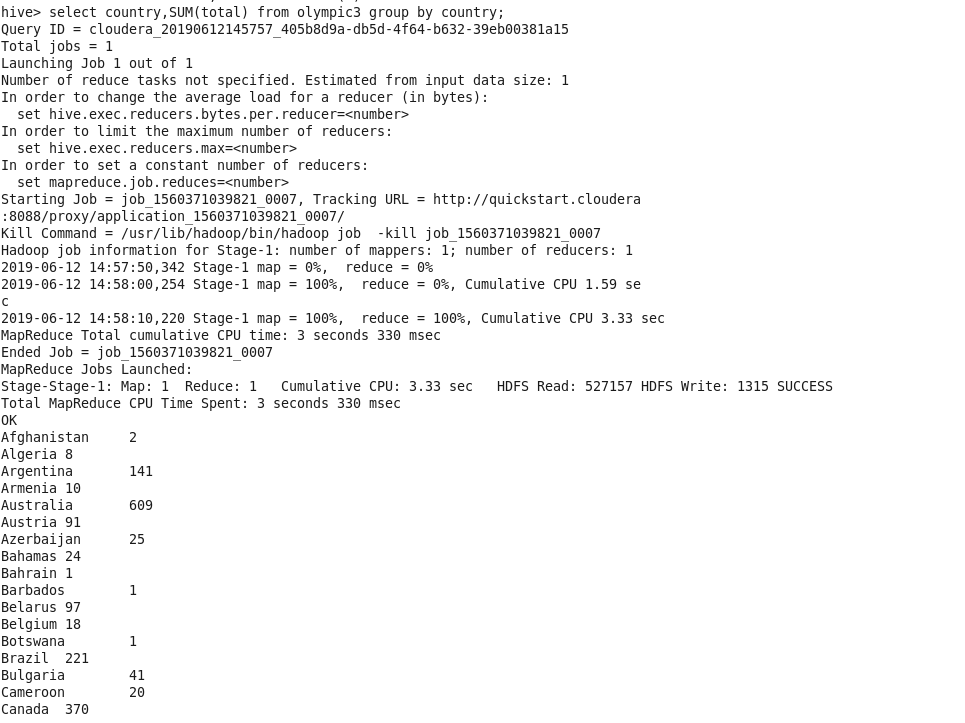 hive> select country,SUM(total) from olympic3 group by country;
Query ID = cloudera_20190612145757_405b8d9a-db5d-4f64-b632-39eb00381a15
Total jobs = 1
Launching Job 1 out of 1
Number of reduce tasks not specified. Estimated from input data size: 1
In order to change the average load for a reducer (in bytes):
  set hive.exec.reducers.bytes.per.reducer=<number>
In order to limit the maximum number of reducers:
  set hive.exec.reducers.max=<number>
In order to set a constant number of reducers:
  set mapreduce.job.reduces=<number>
Starting Job = job_1560371039821_0007, Tracking URL = http://quickstart.cloudera
:8088/proxy/application_1560371039821_0007/
Kill Command = /usr/lib/hadoop/bin/hadoop job  -kill job_1560371039821_0007
Hadoop job information for Stage-1: number of mappers: 1; number of reducers: 1
2019-06-12 14:57:50,342 Stage-1 map = 0%,  reduce = 0%
2019-06-12 14:58:00,254 Stage-1 map = 100%,  reduce = 0%, Cumulative CPU 1.59 se
c
2019-06-12 14:58:10,220 Stage-1 map = 100%,  reduce = 100%, Cumulative CPU 3.33 sec
MapReduce Total cumulative CPU time: 3 seconds 330 msec
Ended Job = job_1560371039821_0007
MapReduce Jobs Launched:
Stage-Stage-1: Map: 1  Reduce: 1   Cumulative CPU: 3.33 sec   HDFS Read: 527157 HDFS Write: 1315 SUCCESS
Total MapReduce CPU Time Spent: 3 seconds 330 msec
OK
Afghanistan     2
Algeria 8
Argentina       141
Armenia 10
Australia       609
Austria 91
Azerbaijan      25
Bahamas 24
Bahrain 1
Barbados        1
Belarus 97
Belgium 18
Botswana        1
Brazil  221
Bulgaria        41
Cameroon        20
Canada  370